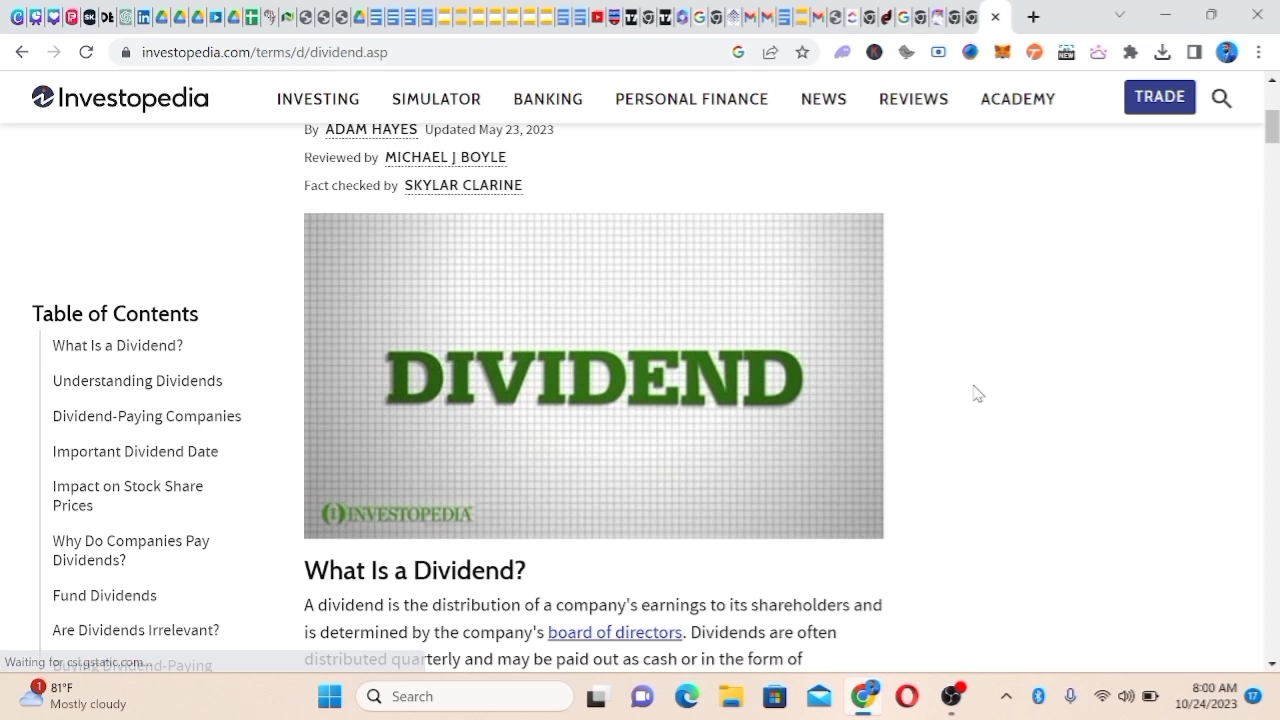 investopedia.com/terms/d/dividend.asp
Investopedia
INVESTING SIMULATOR BANKING PERSONAL FINANCE NEWS REVIEWS ACADEMY TRADE
By ADAM HAYES Updated May 23, 2023
Reviewed by MICHAEL J BOYLE
Fact checked by SKYLAR CLARINE
DIVIDEND
INVESTOPEDIA
Table of Contents
What Is a Dividend?
Understanding Dividends
Dividend-Paying Companies
Important Dividend Date
Impact on Stock Share
Prices
Why Do Companies Pay
Dividends?
Fund Dividends
Are Dividends Irrelevant?
Buying Dividend-Paying
What Is a Dividend?
A dividend is the distribution of a company's earnings to its shareholders and
is determined by the company's board of directors. Dividends are often
distributed quarterly and may be paid out as cash or in the form of
Waiting for csi.gstatic.com...
1
81°F
Mostly cloudy
Search
8:00 AM
10/24/2023
17